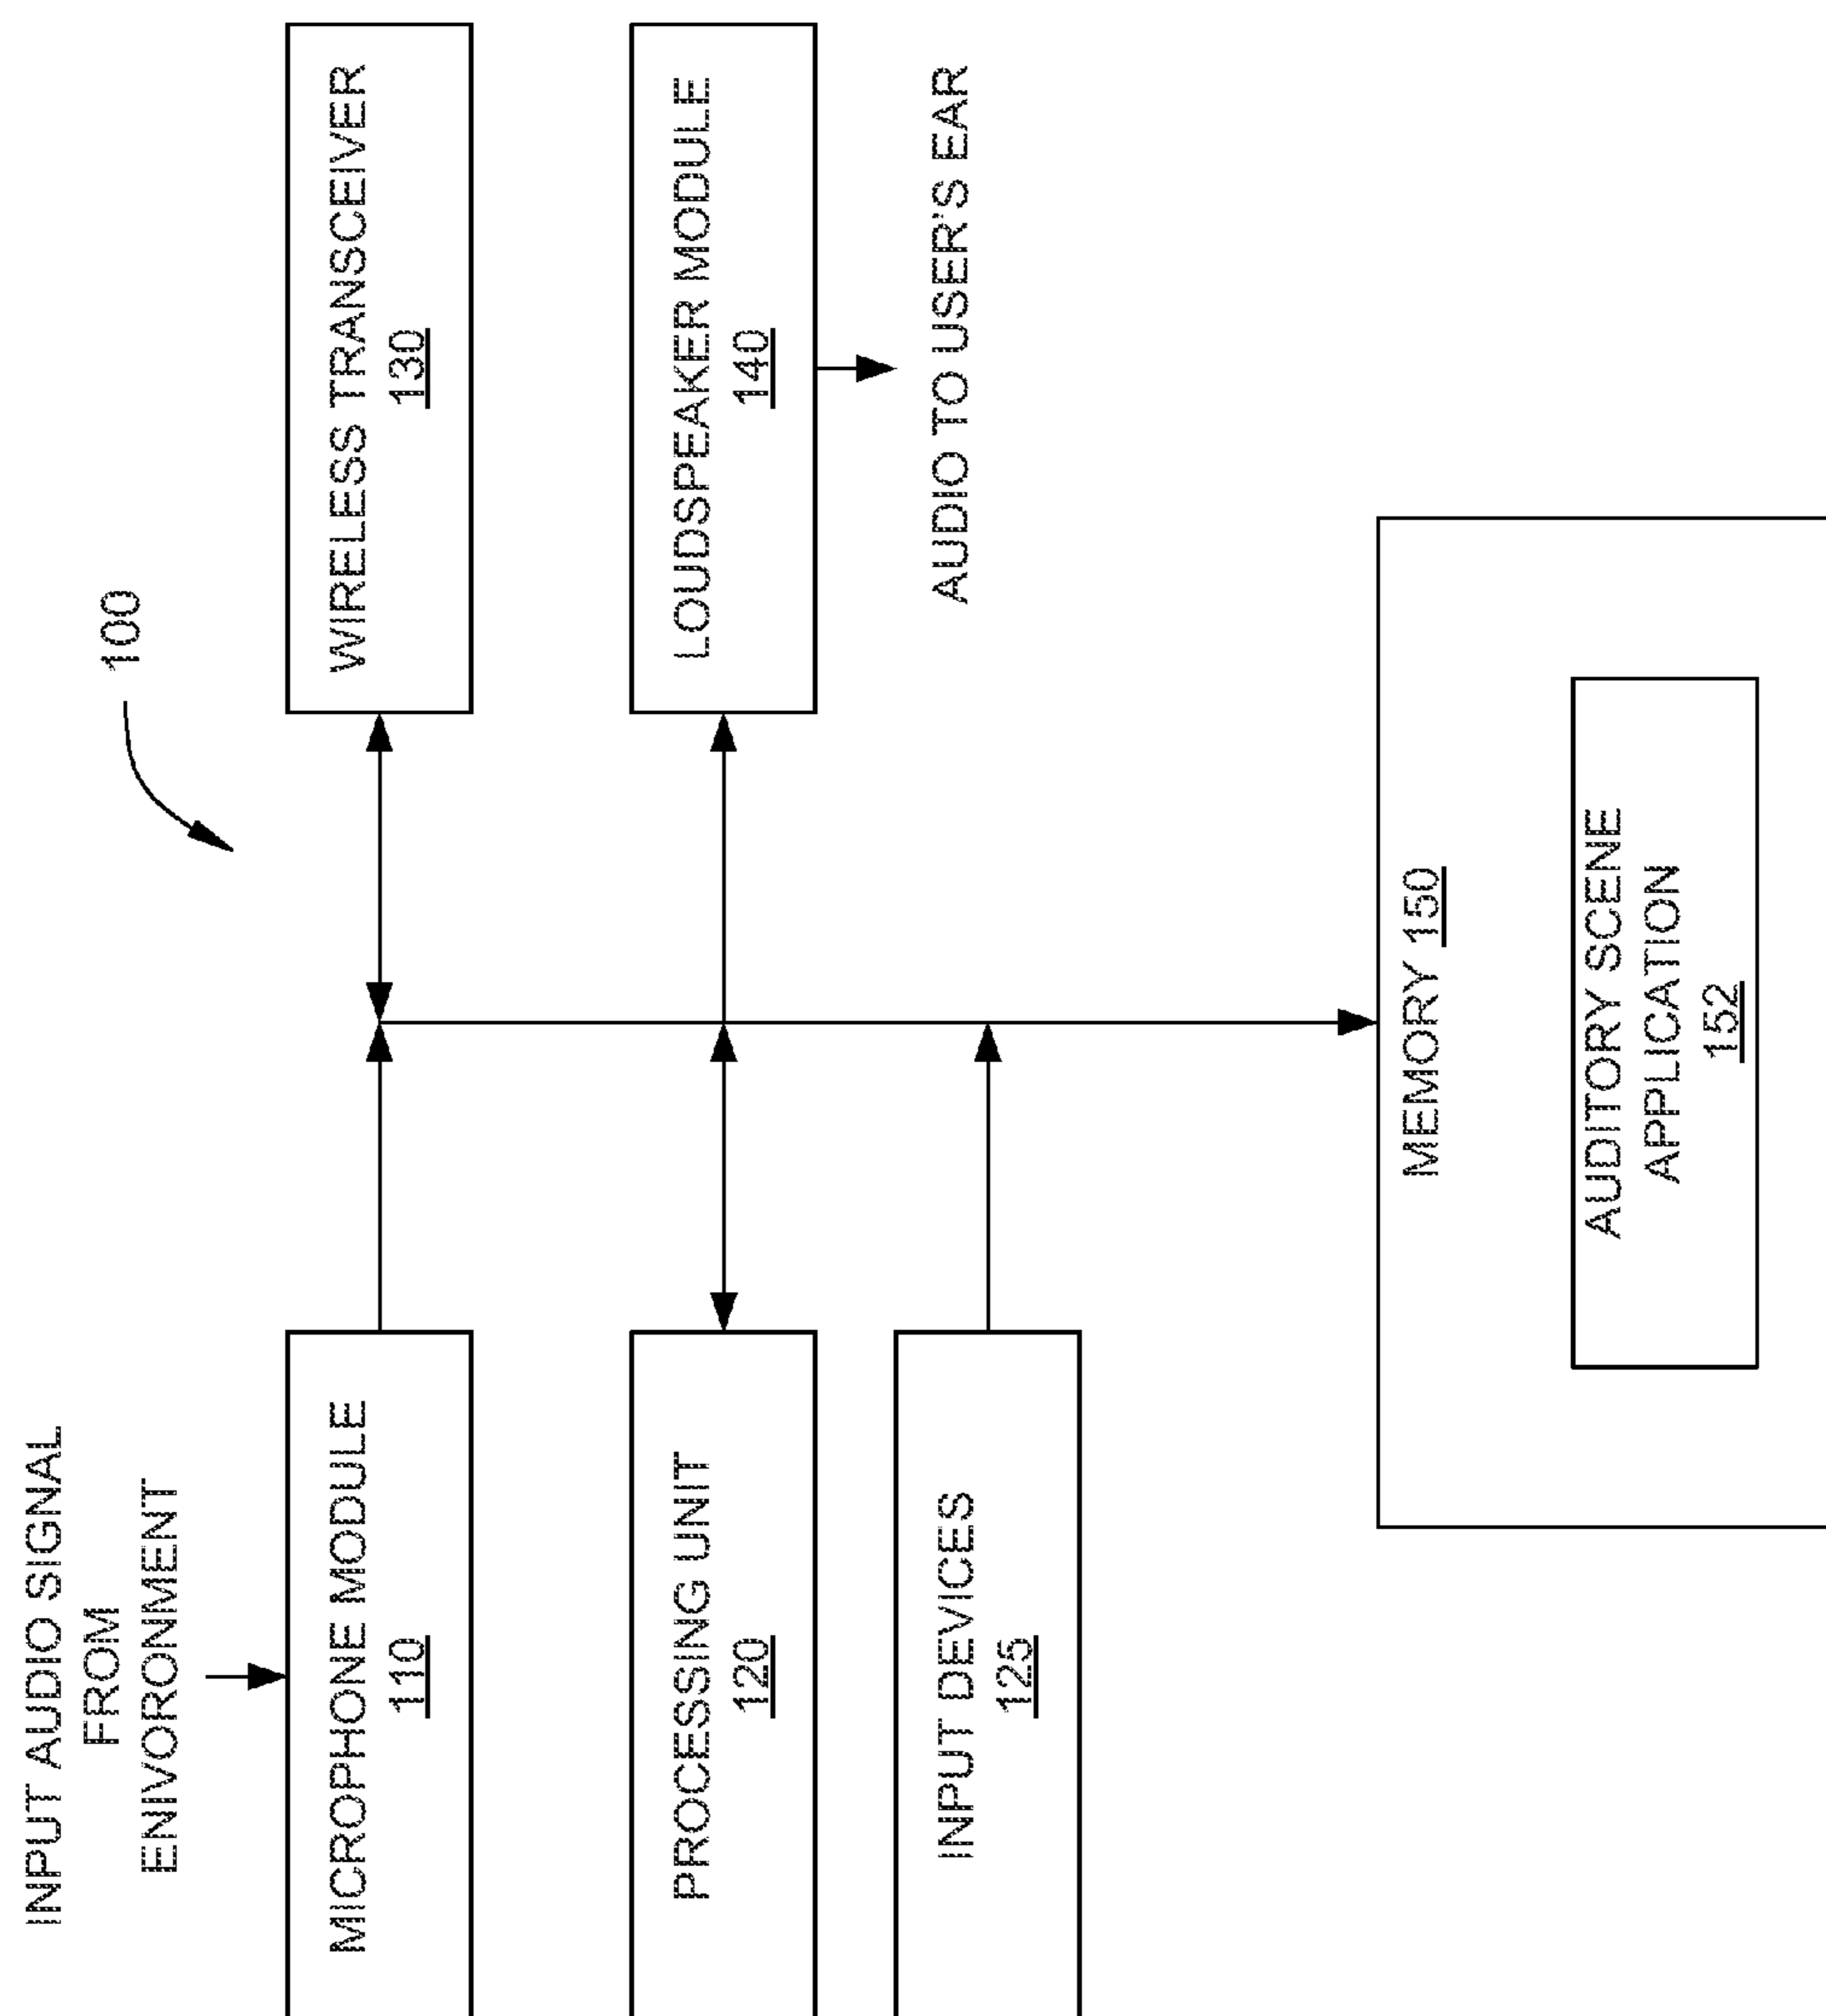 100
INPUT AUDIO SIGNAL
FROM
ENIVORONMENT
MICROPHONE MODULE
110
WIRELESS TRANSCEIVER
130
PROCESSING UNIT
120
LOUDSPEAKER MODULE
140
INPUT DEVICES
125
AUDIO TO USER'S EAR
MEMORY 150
AUDITORY SCENE
APPLICATION
152